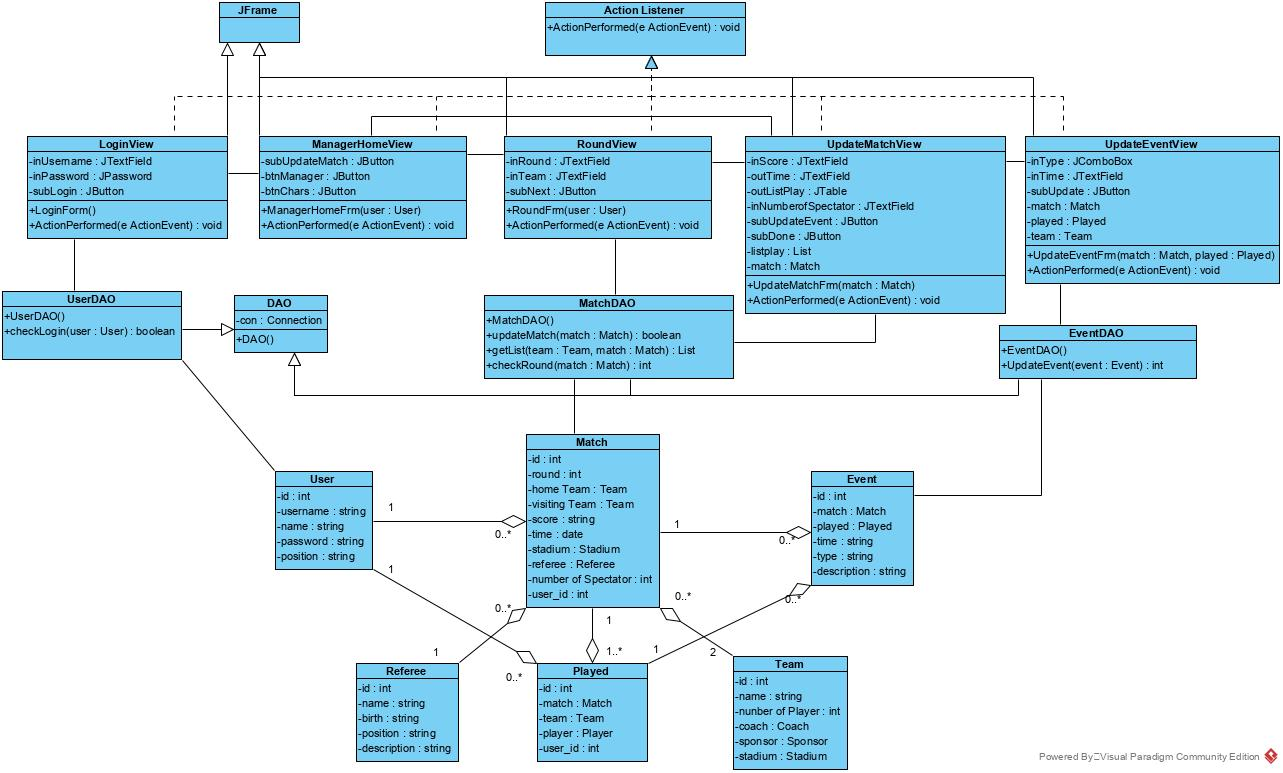 JFrame
Action Listener
+ActionPerformed(e ActionEvent) : void
LoginView
-inUsername : JTextField
-inPassword : JPassword
-subLogin : JButton
+LoginForm()
+ActionPerformed(e ActionEvent) : void
ManagerHomeView
-subUpdateMatch : JButton
-btnManager : JButton
-btnChars : JButton
+ManagerHomeFrm(user : User)
+ActionPerformed(e ActionEvent) : void
RoundView
-inRound : JTextField
-inTeam : JTextField
-subNext : JButton
+RoundFrm(user : User)
+ActionPerformed(e ActionEvent) : void
UpdateMatchView
-inScore : JTextField
-outTime : JTextField
-outListPlay : JTable
-inNumberofSpectator : JTextField
-subUpdateEvent : JButton
-subDone : JButton
-listplay : List
-match : Match
+UpdateMatchFrm(match : Match)
+ActionPerformed(e ActionEvent) : void
UpdateEventView
-inType : JComboBox
-inTime : JTextField
-subUpdate : JButton
-match : Match
-played : Played
-team : Team
+UpdateEventFrm(match : Match, played : Played)
+ActionPerformed(e ActionEvent) : void
UserDAO
+UserDAO()
+checkLogin(user : User) : boolean
DAO
-con : Connection
+DAO()
MatchDAO
+MatchDAO()
+updateMatch(match : Match) : boolean
+getList(team : Team, match : Match) : List
+checkRound(match : Match) : int
EventDAO
+EventDAO()
+UpdateEvent(event : Event) : int
User
-id : int
-username : string
-name : string
-password : string
-position : string
1
0..*
1
Match
-id : int
-round : int
-home Team : Team
-visiting Team : Team
-score : string
-time : date
-stadium : Stadium
-referee : Referee
-number of Spectator : int
-user_id : int
1
0..*
Event
-id : int
-match : Match
-played : Played
-time : string
-type : string
-description : string
0..*
0..*
0..*
1
1
1..*
1
2
0..*
Referee
-id : int
-name : string
-birth : string
-position : string
-description : string
Played
-id : int
-match : Match
-team : Team
-player : Player
-user_id : int
Team
-id : int
-name : string
-nunber of Player : int
-coach : Coach
-sponsor : Sponsor
-stadium : Stadium
Powered By Visual Paradigm Community Edition